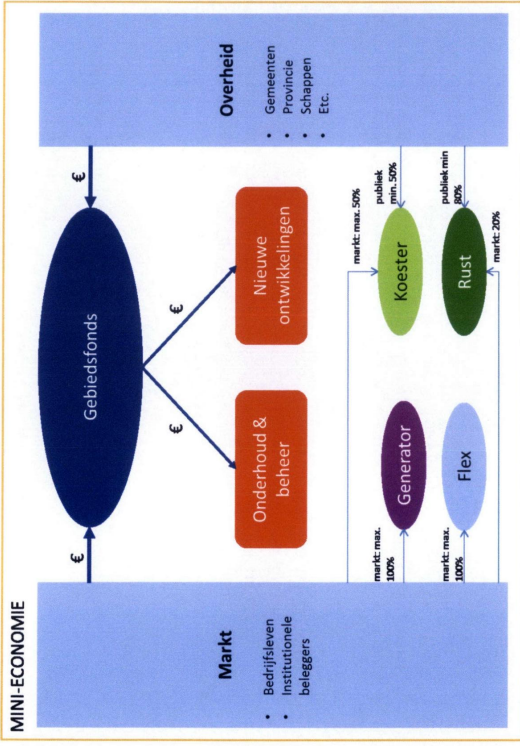 MINI-ECONOMIE
Markt
• Bedrijfsleven
• Institutionele
beleggers
€
Gebiedsfonds
€
€
€
Onderhoud &
beheer
Nieuwe
ontwikkelingen
Overheid
• Gemeenten
• Provincie
• Schappen
• Etc.
markt: max.
100%
Generator
markt: max.
100%
Flex
markt: max. 50%
Koester
publiek
min. 50%
Rust
publiek min
80%
markt: 20%